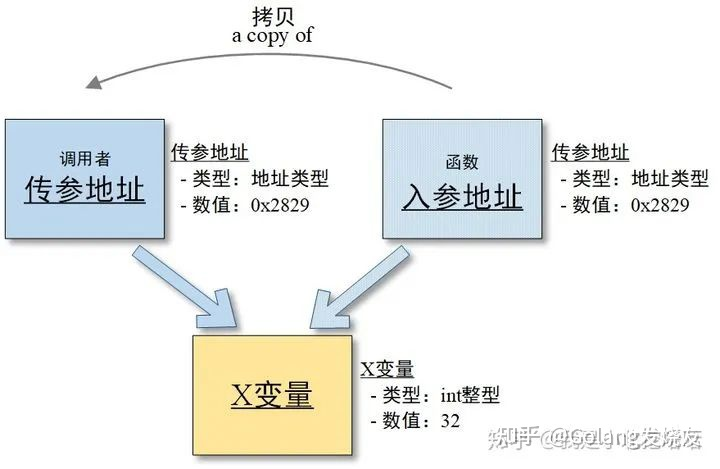 拷贝
a copy of
调用者
传参地址
传参地址
- 类型：地址类型
- 数值：0x2829
函数
入参地址
传参地址
- 类型：地址类型
- 数值：0x2829
X变量
X变量
- 类型：int整型
- 数值：32
知乎 @Golang发烧友